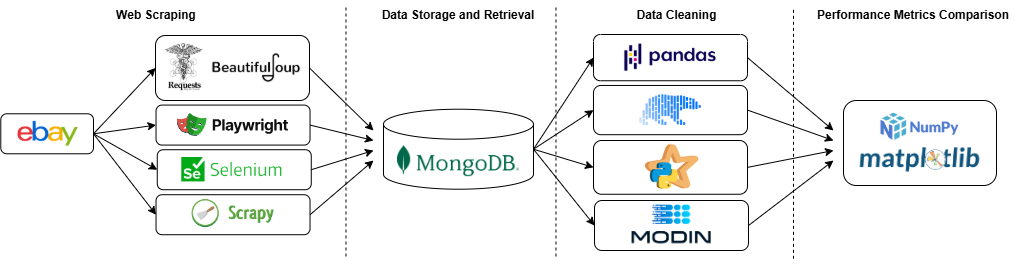 Web Scraping
Data Storage and Retrieval
Data Cleaning
Performance Metrics Comparison
ebay
Requests
BeautifulSoup
Playwright
Se Selenium
Scrapy
MongoDB.
pandas
MODIN
NumPy
matplotlib